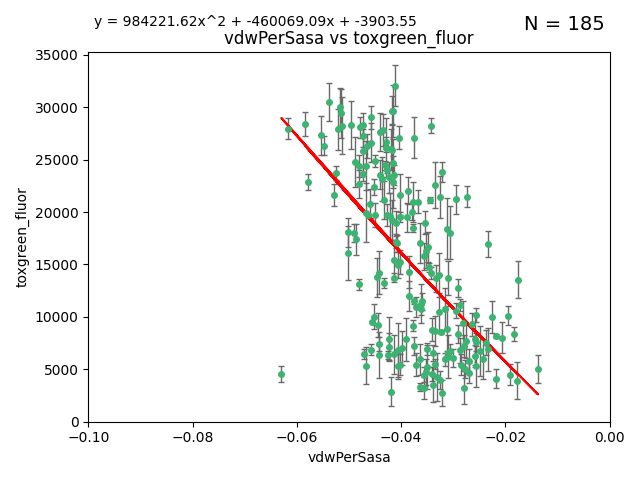 y = 984221.62x^2 + -460069.09x + -3903.55
N = 185
vdwPerSasa vs toxgreen_fluor
35000
30000
25000
20000
15000
10000
5000
0
toxgreen_fluor
−0.10
−0.08
−0.06
−0.04
−0.02
0.00
vdwPerSasa